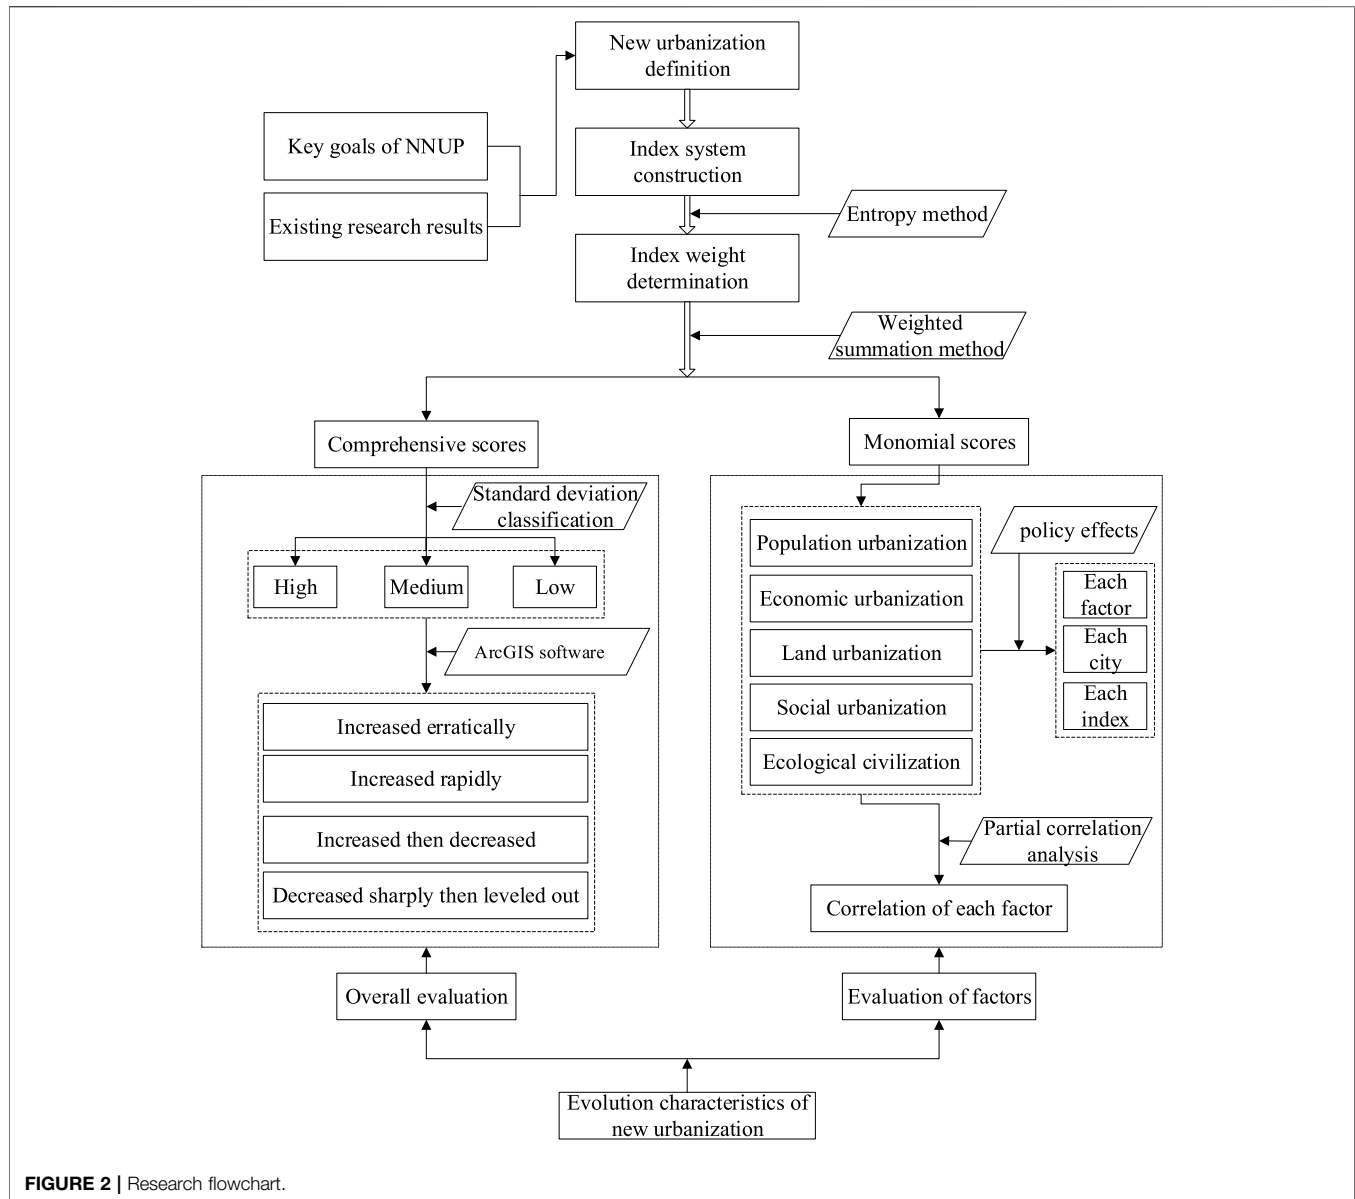 New urbanization
definition
Key goals of NNUP
Existing research results
Index system
construction
Entropy method
Index weight
determination
Weighted
summation method
Comprehensive scores
Standard deviation
classification
High
Medium
Low
ArcGIS software
Increased erratically
Increased rapidly
Increased then decreased
Decreased sharply then leveled out
Overall evaluation
Monomial scores
Population urbanization
Economic urbanization
Land urbanization
Social urbanization
Ecological civilization
policy effects
Each
factor
Each
city
Each
index
Partial correlation
analysis
Correlation of each factor
Evaluation of factors
Evolution characteristics of
new urbanization
FIGURE 2 | Research flowchart.